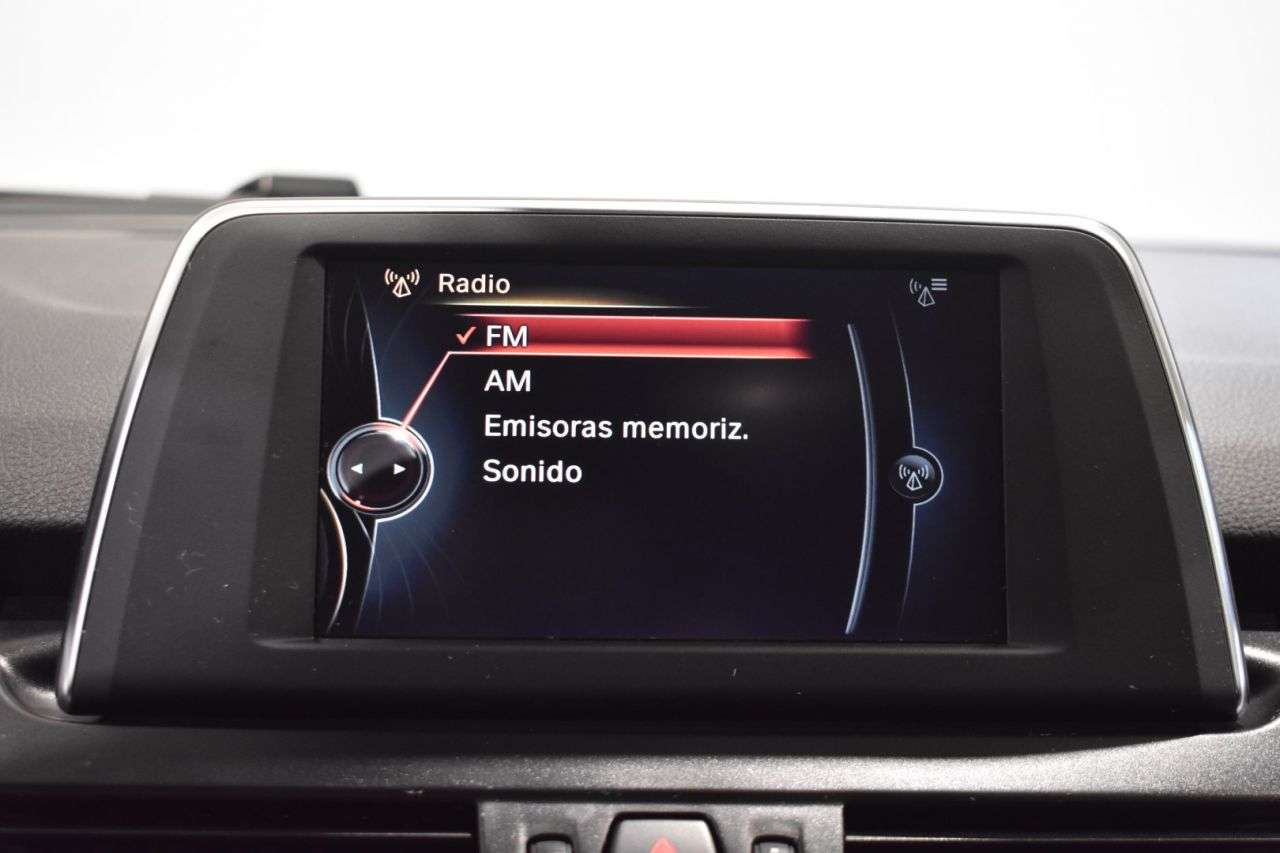 Radio
FM
AM
Emisoras memoriz.
Sonido